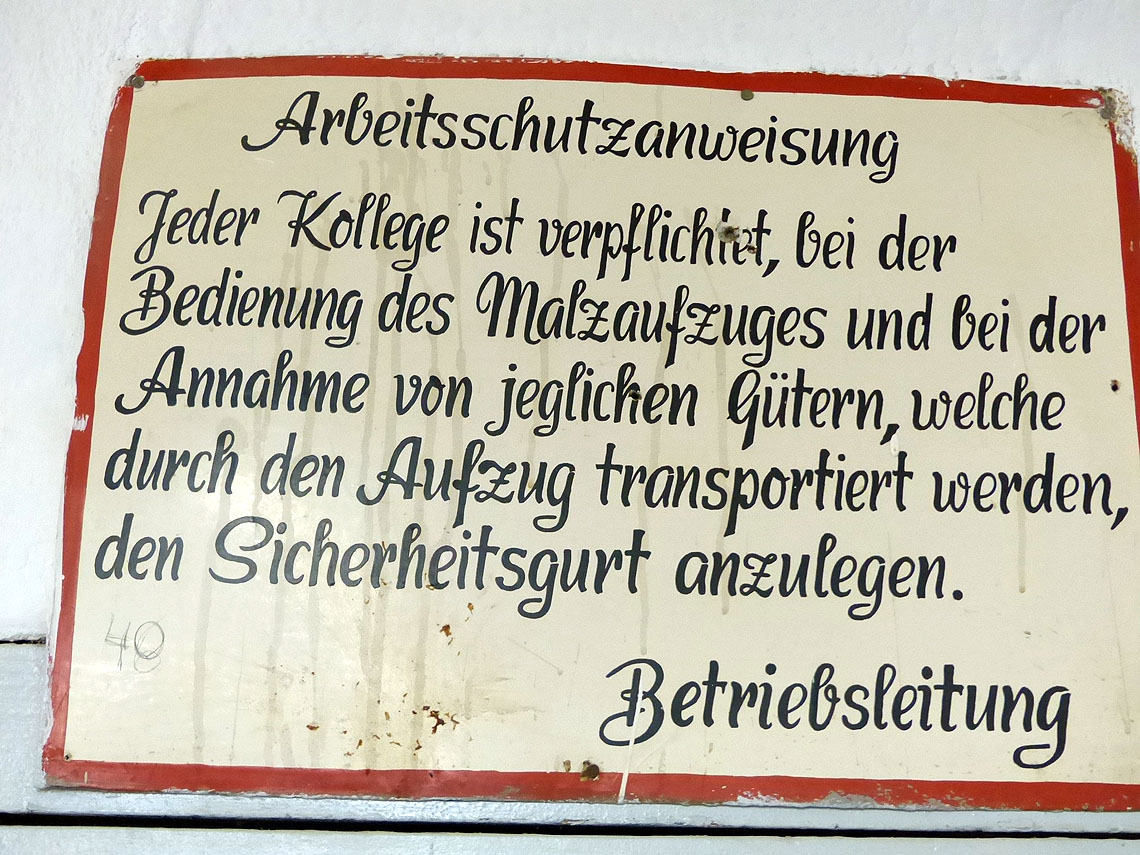 Arbeitsschutzanweisung
Jeder Kollege ist verpflichtet, bei der
Bedienung des Malzaufzuges und bei der
Annahme von jeglichen Gütern, welche
durch den Aufzug transportiert werden,
den Sicherheitsgurt anzulegen.
48
Betriebsleitung